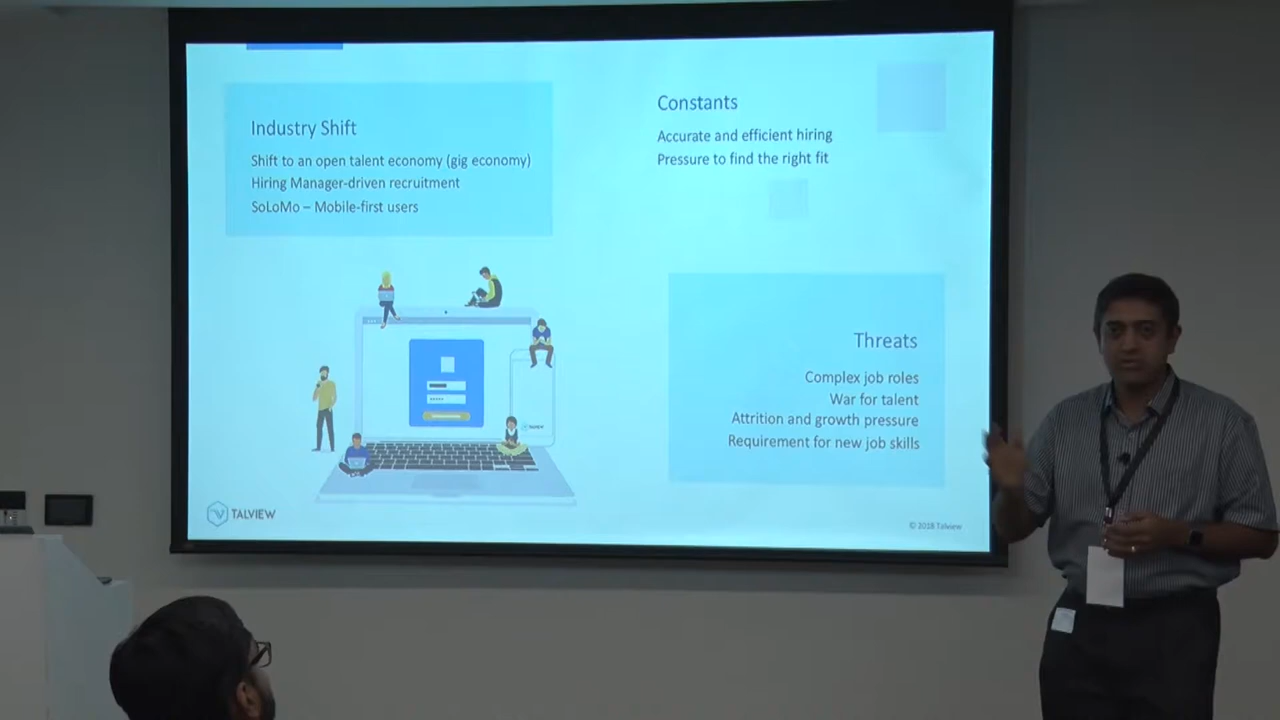 Industry Shift
Shift to an open talent economy (gig economy)
Hiring Manager-driven recruitment
SoLoMo – Mobile-first users
Constants
Accurate and efficient hiring
Pressure to find the right fit
Threats
Complex job roles
War for talent
Attrition and growth pressure
Requirement for new job skills
TALVIEW
© 2018 Talview